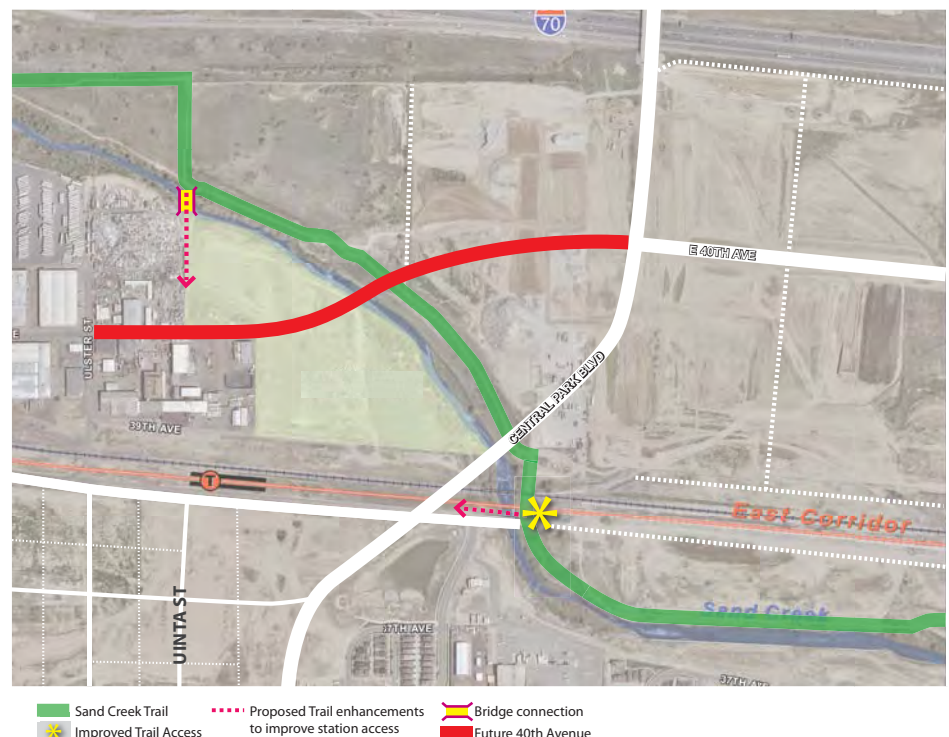 70
E 40TH AVE
E
ULSTER ST
CENTRAL PARK BLVD
39TH AVE
T
East Corridor
UINTA ST
Sand Creek
37TH AVE
37TH AVE
Sand Creek Trail
Proposed Trail enhancements
to improve station access
Bridge connection
Improved Trail Access
Future 40th Avenue